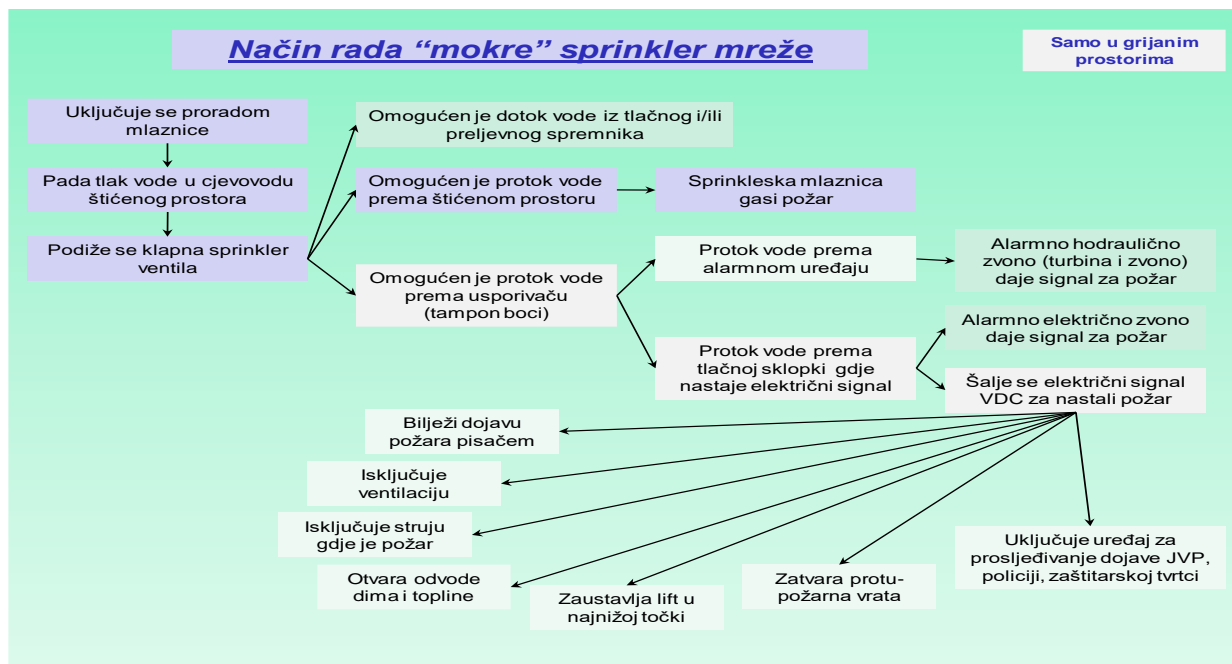 Način rada “mokre” sprinkler mreže
Samo u grijanim
prostorima
Uključuje se proradom
mlaznice
Pada tlak vode u cjevovodu
štićenog prostora
Podiže se klapna sprinkler
ventila
Omogućen je dotok vode iz tlačnog i/ili
preljevnog spremnika
Omogućen je protok vode
prema štićenom prostoru
Sprinkleska mlaznica
gasi požar
Omogućen je protok vode
prema usporivaču
(tampon boci)
Protok vode prema
alarmnom uređaju
Alarmno hodraulično
zvono (turbina i zvono)
daje signal za požar
Protok vode prema
tlačnoj sklopki gdje
nastaje električni signal
Alarmno električno zvono
daje signal za požar
Šalje se električni signal
VDC za nastali požar
Bilježi dojavu
požara pisačem
Isključuje
ventilaciju
Isključuje struju
gdje je požar
Otvara odvode
dima i topline
Zaustavlja lift u
najnižoj točki
Zatvara protu-
požarna vrata
Uključuje uređaj za
prosljeđivanje dojave JVP,
policiji, zaštitarskoj tvrtci